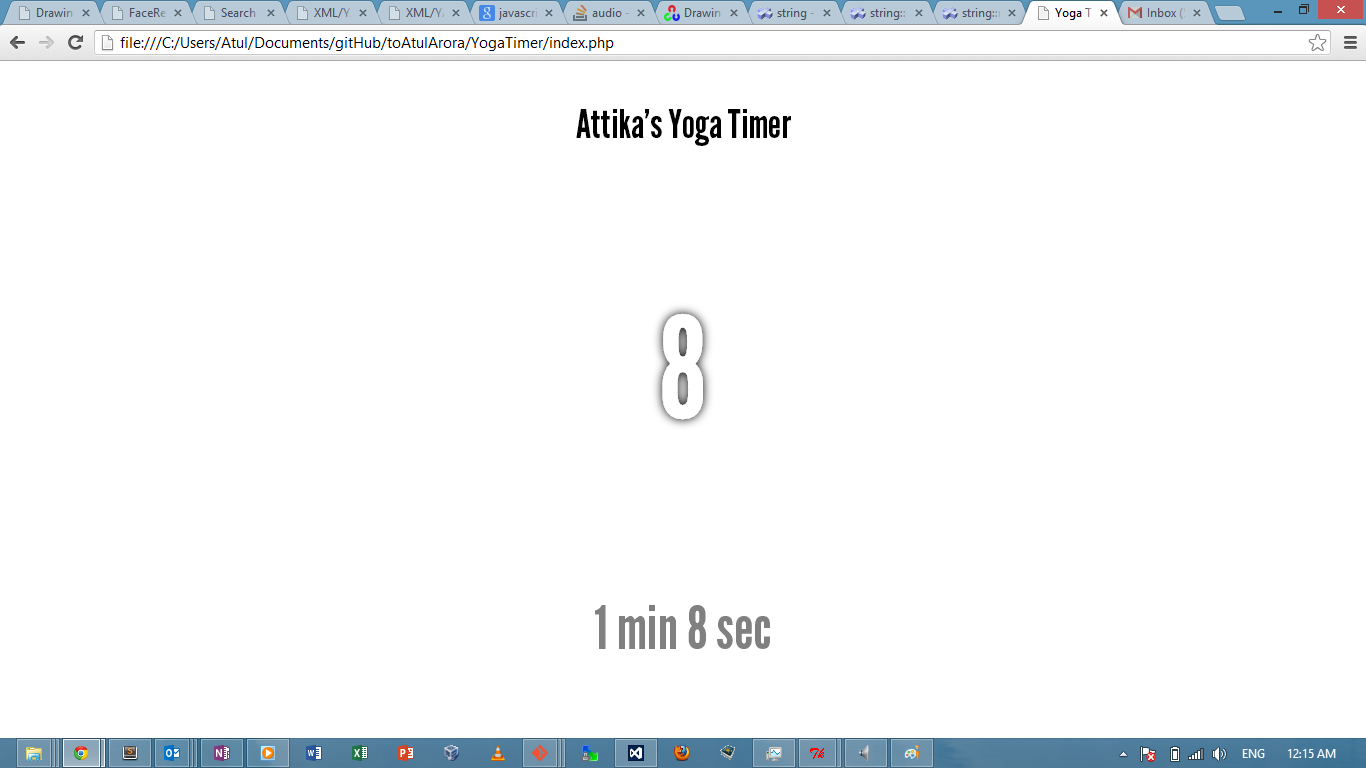 Drawin
FaceRe
Search
XML/Y
XML/Y
javascri
audio -
Drawin
string -
string::
string::
Yoga T
Inbox (
file:///C:/Users/Atul/Documents/gitHub/toAtulArora/YogaTimer/index.php
Attika’s Yoga Timer
8
1 min 8 sec
ENG
12:15 AM